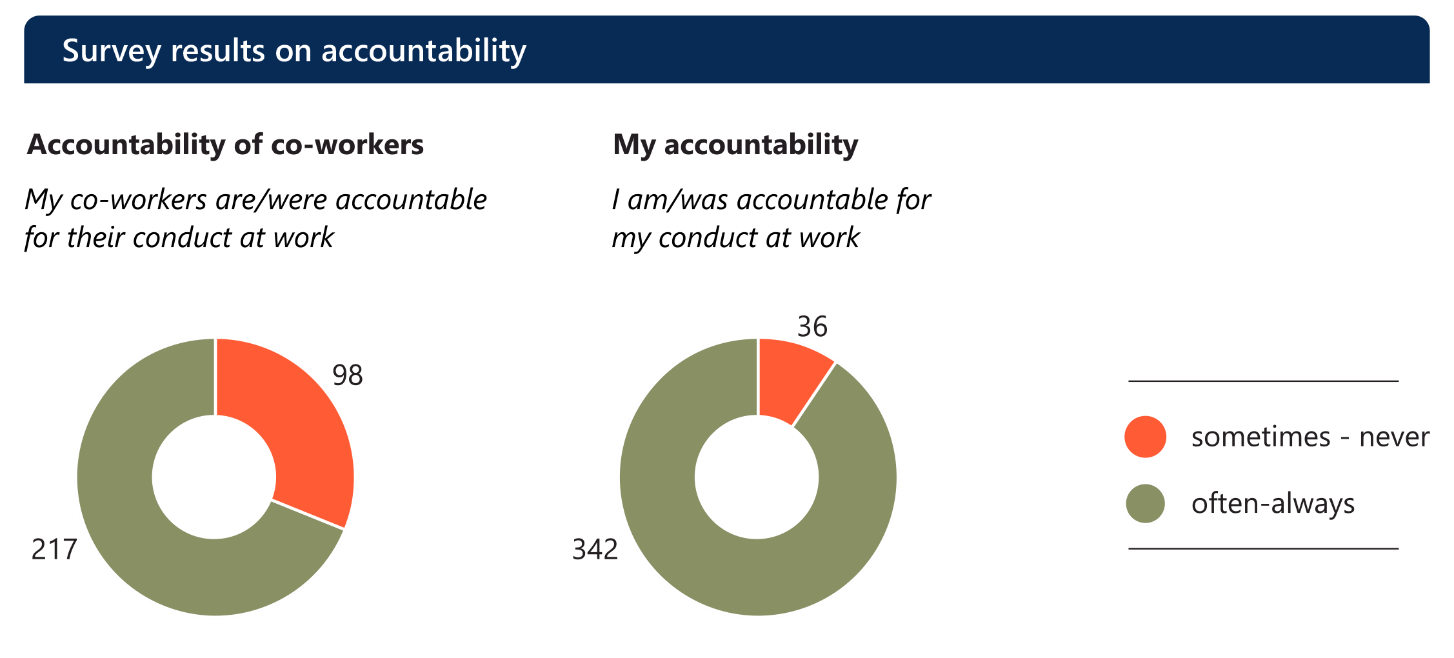 Survey results on accountability
Accountability of co-workers
My co-workers are/were accountable
for their conduct at work
98
217
My accountability
I am/was accountable for
my conduct at work
36
342
sometimes - never
often-always